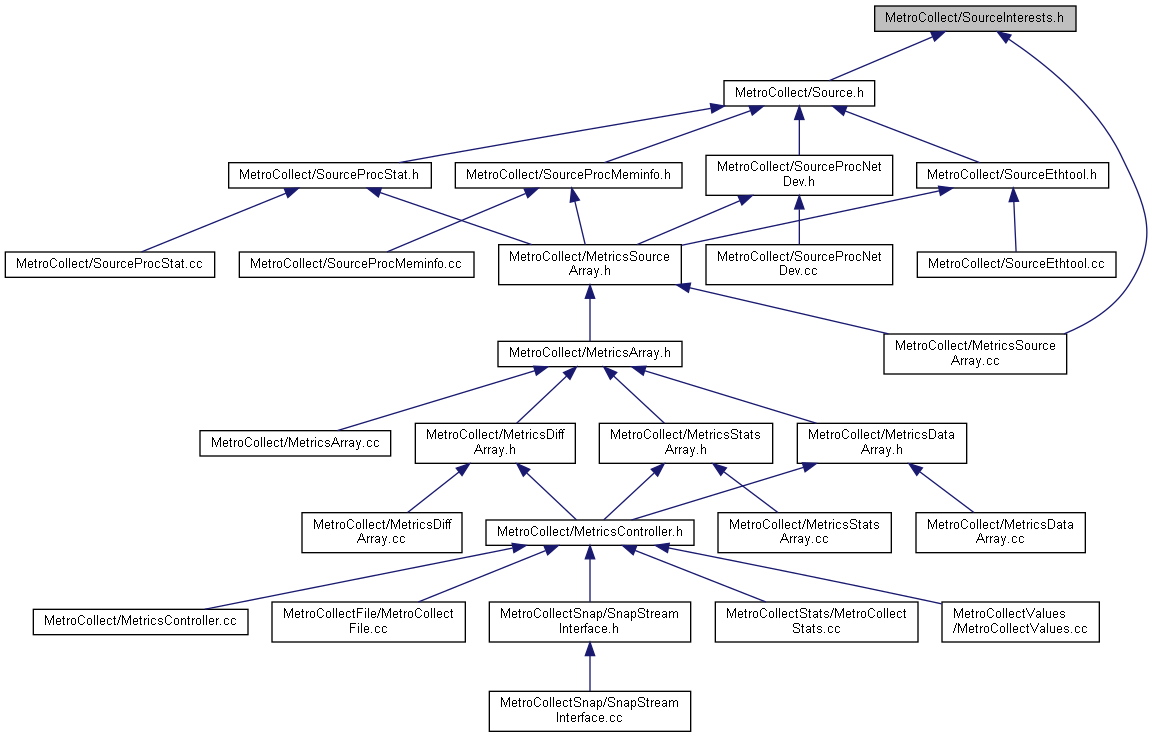 MetroCollect/SourceInterests.h
MetroCollect/Source.h
MetroCollect/SourceProcStat.h
MetroCollect/SourceProcMeminfo.h
MetroCollect/SourceProcNet
Dev.h
MetroCollect/SourceEthtool.h
MetroCollect/SourceProcStat.cc
MetroCollect/SourceProcMeminfo.cc
MetroCollect/MetricsSource
Array.h
MetroCollect/SourceProcNet
Dev.cc
MetroCollect/SourceEthtool.cc
MetroCollect/MetricsArray.h
MetroCollect/MetricsSource
Array.cc
MetroCollect/MetricsArray.cc
MetroCollect/MetricsDiff
Array.h
MetroCollect/MetricsStats
Array.h
MetroCollect/MetricsData
Array.h
MetroCollect/MetricsDiff
Array.cc
MetroCollect/MetricsController.h
MetroCollect/MetricsStats
Array.cc
MetroCollect/MetricsData
Array.cc
MetroCollect/MetricsController.cc
MetroCollectFile/MetroCollect
File.cc
MetroCollectSnap/SnapStream
Interface.h
MetroCollectStats/MetroCollect
Stats.cc
MetroCollectValues
/MetroCollectValues.cc
MetroCollectSnap/SnapStream
Interface.cc